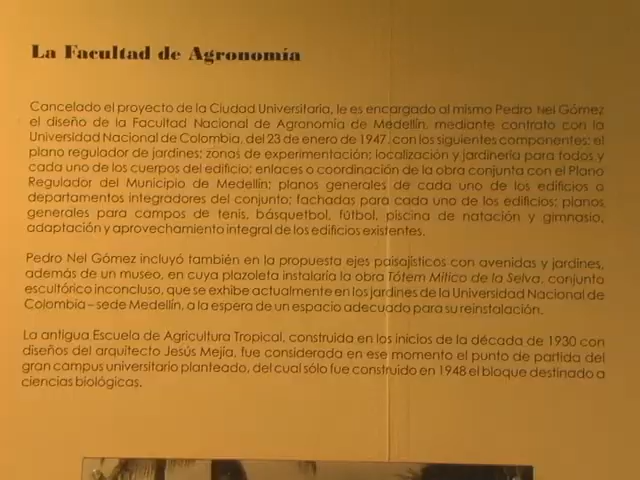 La Facultad de Agronomía
Cancelado el proyecto de la Ciudad Universitaria, le es encargado al mismo Pedro Nel Gómez
el diseño de la Facultad Nacional de Agronomía de Medellín, mediante contrato con la
Universidad Nacional de Colombia, del 23 de enero de 1947, con los siguientes componentes: el
plano regulador de jardines; zonas de experimentación; localización y jardinería para todos y
cada uno de los cuerpos del edificio; enlaces o coordinación de la obra conjunta con el Plano
Regulador del Municipio de Medellín; planos generales de cada uno de los edificios o
departamentos integradores del conjunto; fachadas para cada uno de los edificios; planos
generales para campos de tenis, básquetbol, fútbol, piscina de natación y gimnasio,
adaptación y aprovechamiento integral de los edificios existentes.
Pedro Nel Gómez incluyó también en la propuesta ejes paisajísticos con avenidas y jardines,
además de un museo, en cuya plazoleta instalaría la obra Tótem Mítico de la Selva, conjunto
escultórico inconcluso, que se exhibe actualmente en los jardines de la Universidad Nacional de
Colombia – sede Medellín, a la espera de un espacio adecuado para su reinstalación.
La antigua Escuela de Agricultura Tropical, construida en los inicios de la década de 1930 con
diseños del arquitecto Jesús Mejía, fue considerada en ese momento el punto de partida del
gran campus universitario planteado, del cual sólo fue construido en 1948 el bloque destinado a
ciencias biológicas.